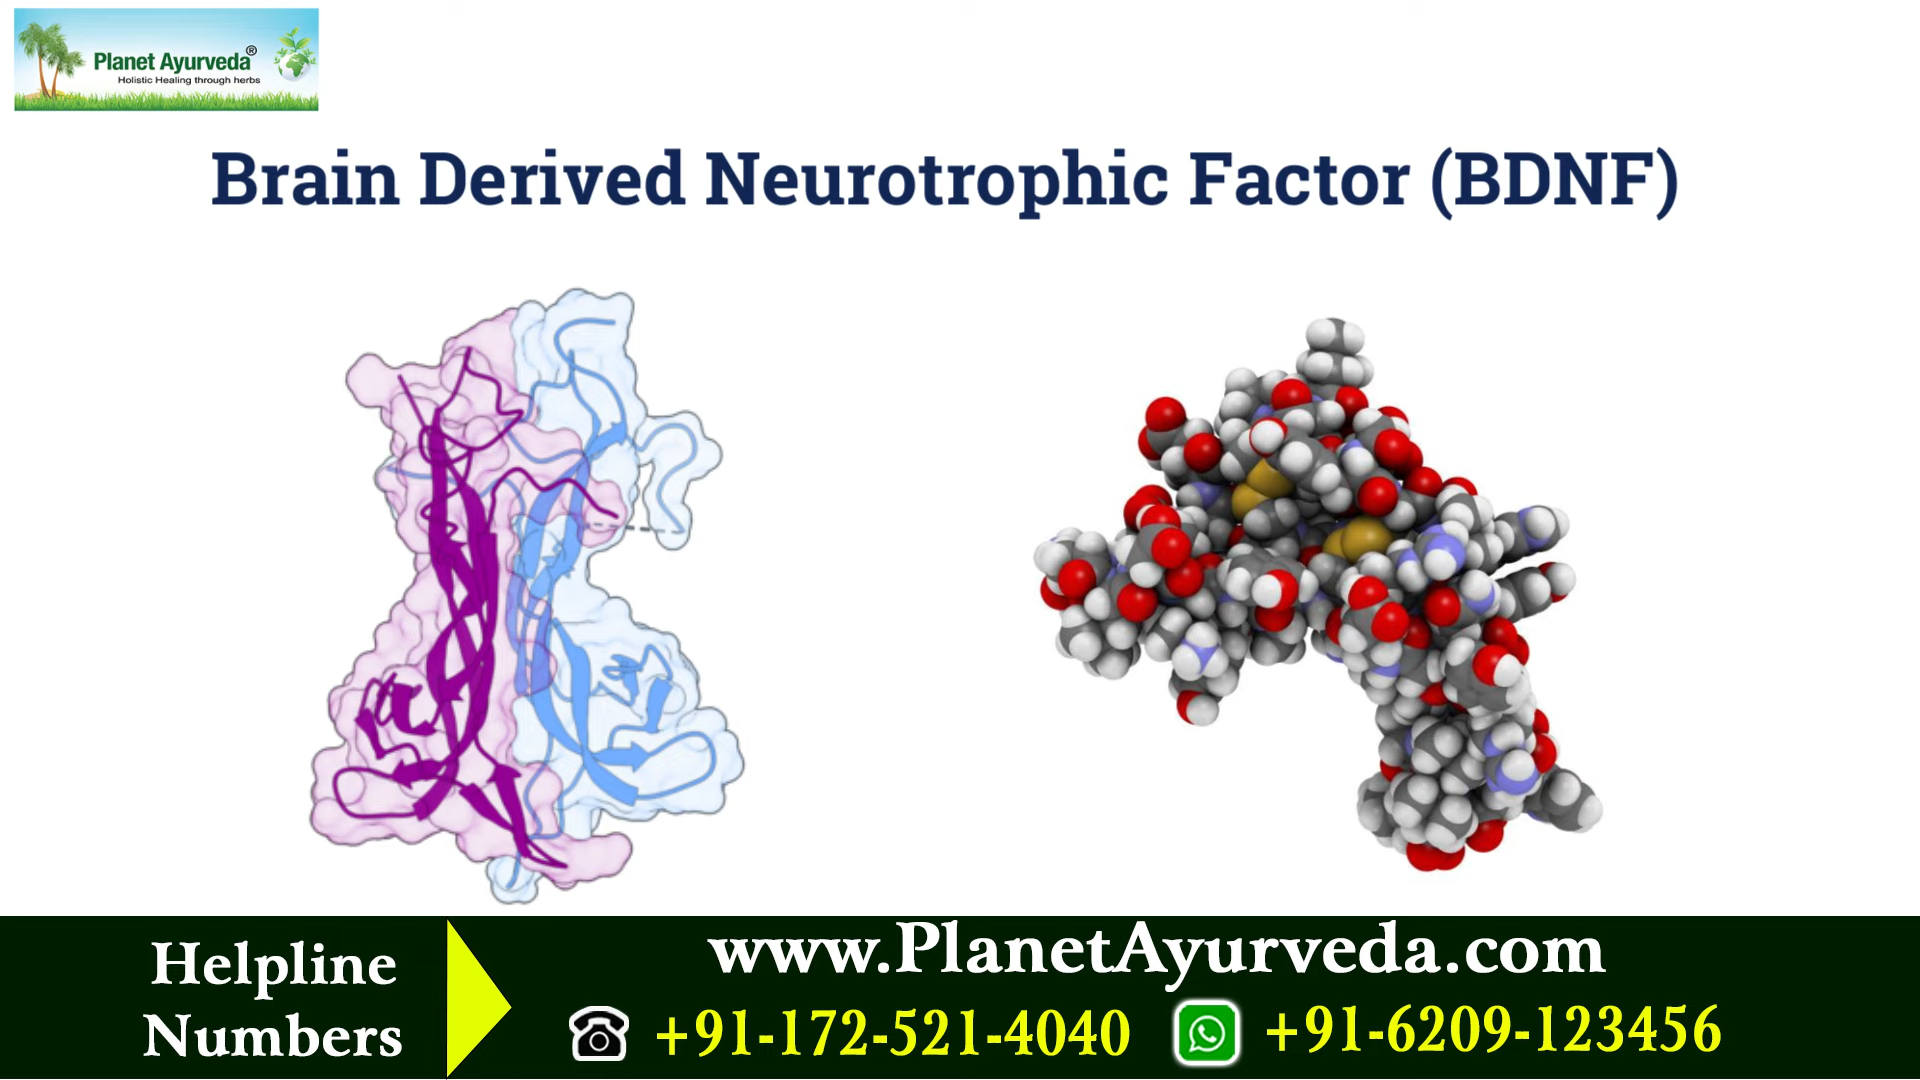 Planet Ayurveda®
Holistic Healing through herbs
Brain Derived Neurotrophic Factor (BDNF)
Helpline
Numbers
www.PlanetAyurveda.com
+91-172-521-4040
+91-6209-123456